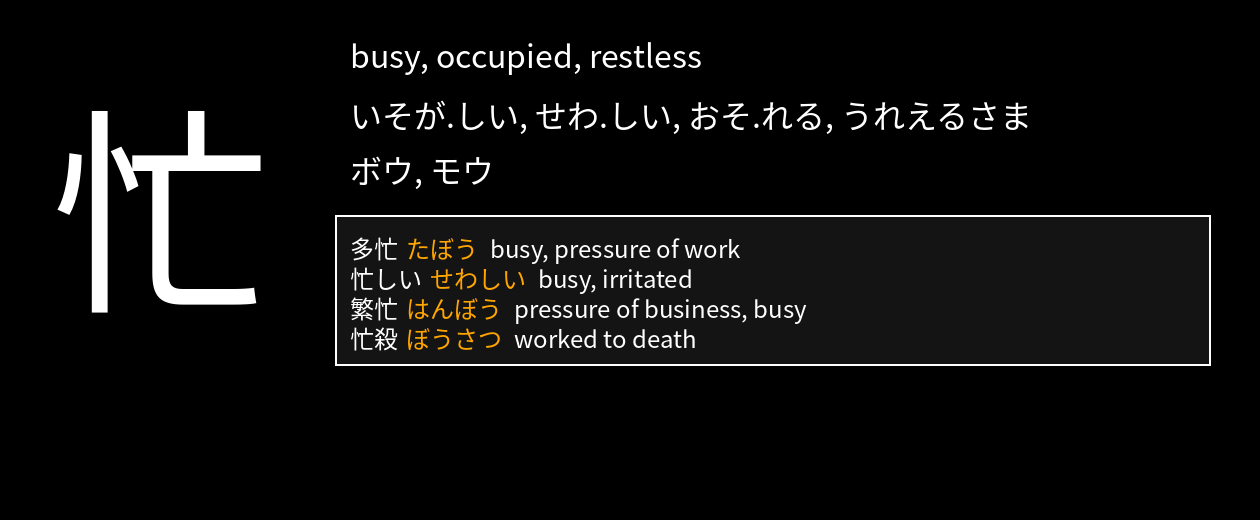 忙
busy, occupied, restless
いそが.しい, せわ.しい, おそ.れる, うれえるさま
ボウ, モウ
多忙 たぼう busy, pressure of work
忙しい せわしい busy, irritated
繁忙 はんぼう pressure of business, busy
忙殺 ぼうさつ worked to death